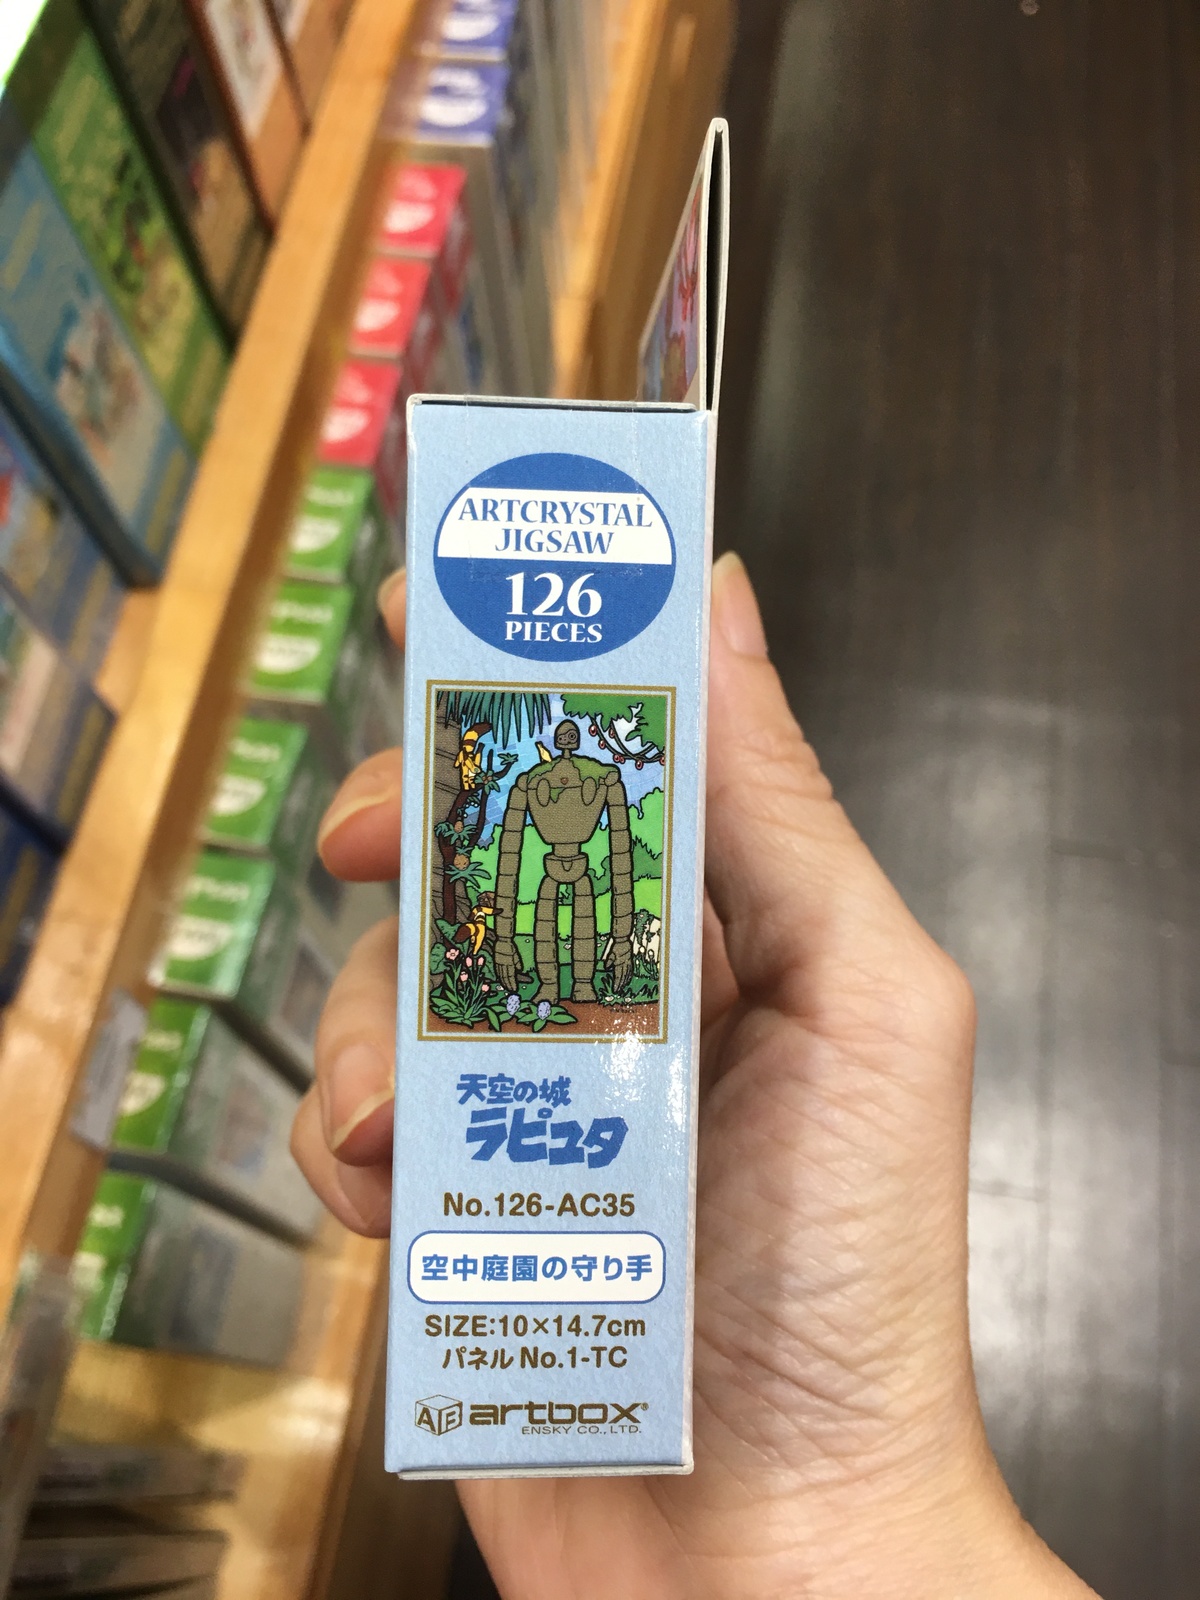 ARTCRYSTAL
JIGSAW
126
PIECES
天空の城
ラピュタ
No.126-AC35
空中庭園の守り手
SIZE:10×14.7cm
パネルNo.1-TC
AB artbox®
ENSKY CO.,LTD.